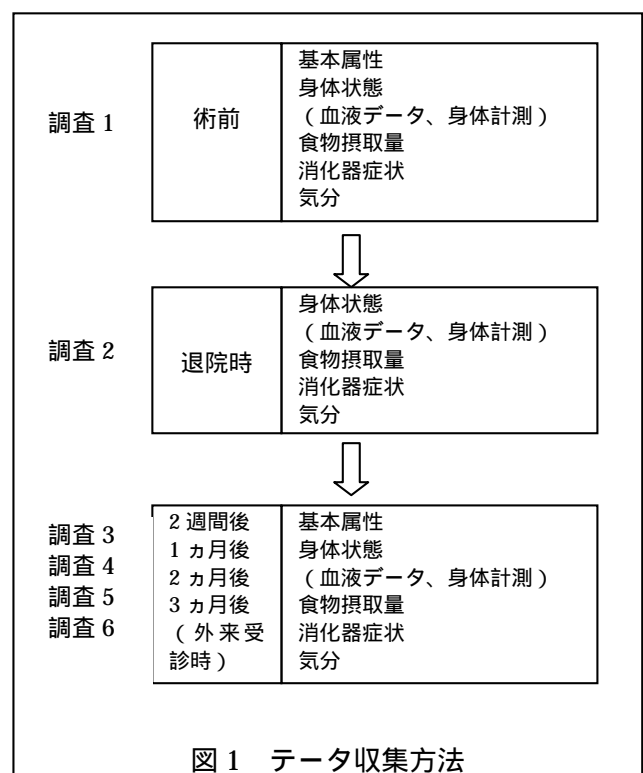 調査 1
術前
基本属性
身体状態
（血液データ、身体計測）
食物摂取量
消化器症状
気分
調査 2
退院時
身体状態
（血液データ、身体計測）
食物摂取量
消化器症状
気分
調査 3
調査 4
調査 5
調査 6
2 週間後
1 ヵ月後
2 ヵ月後
3 ヵ月後
（外来受
診時）
基本属性
身体状態
（血液データ、身体計測）
食物摂取量
消化器症状
気分
図 1　テータ収集方法